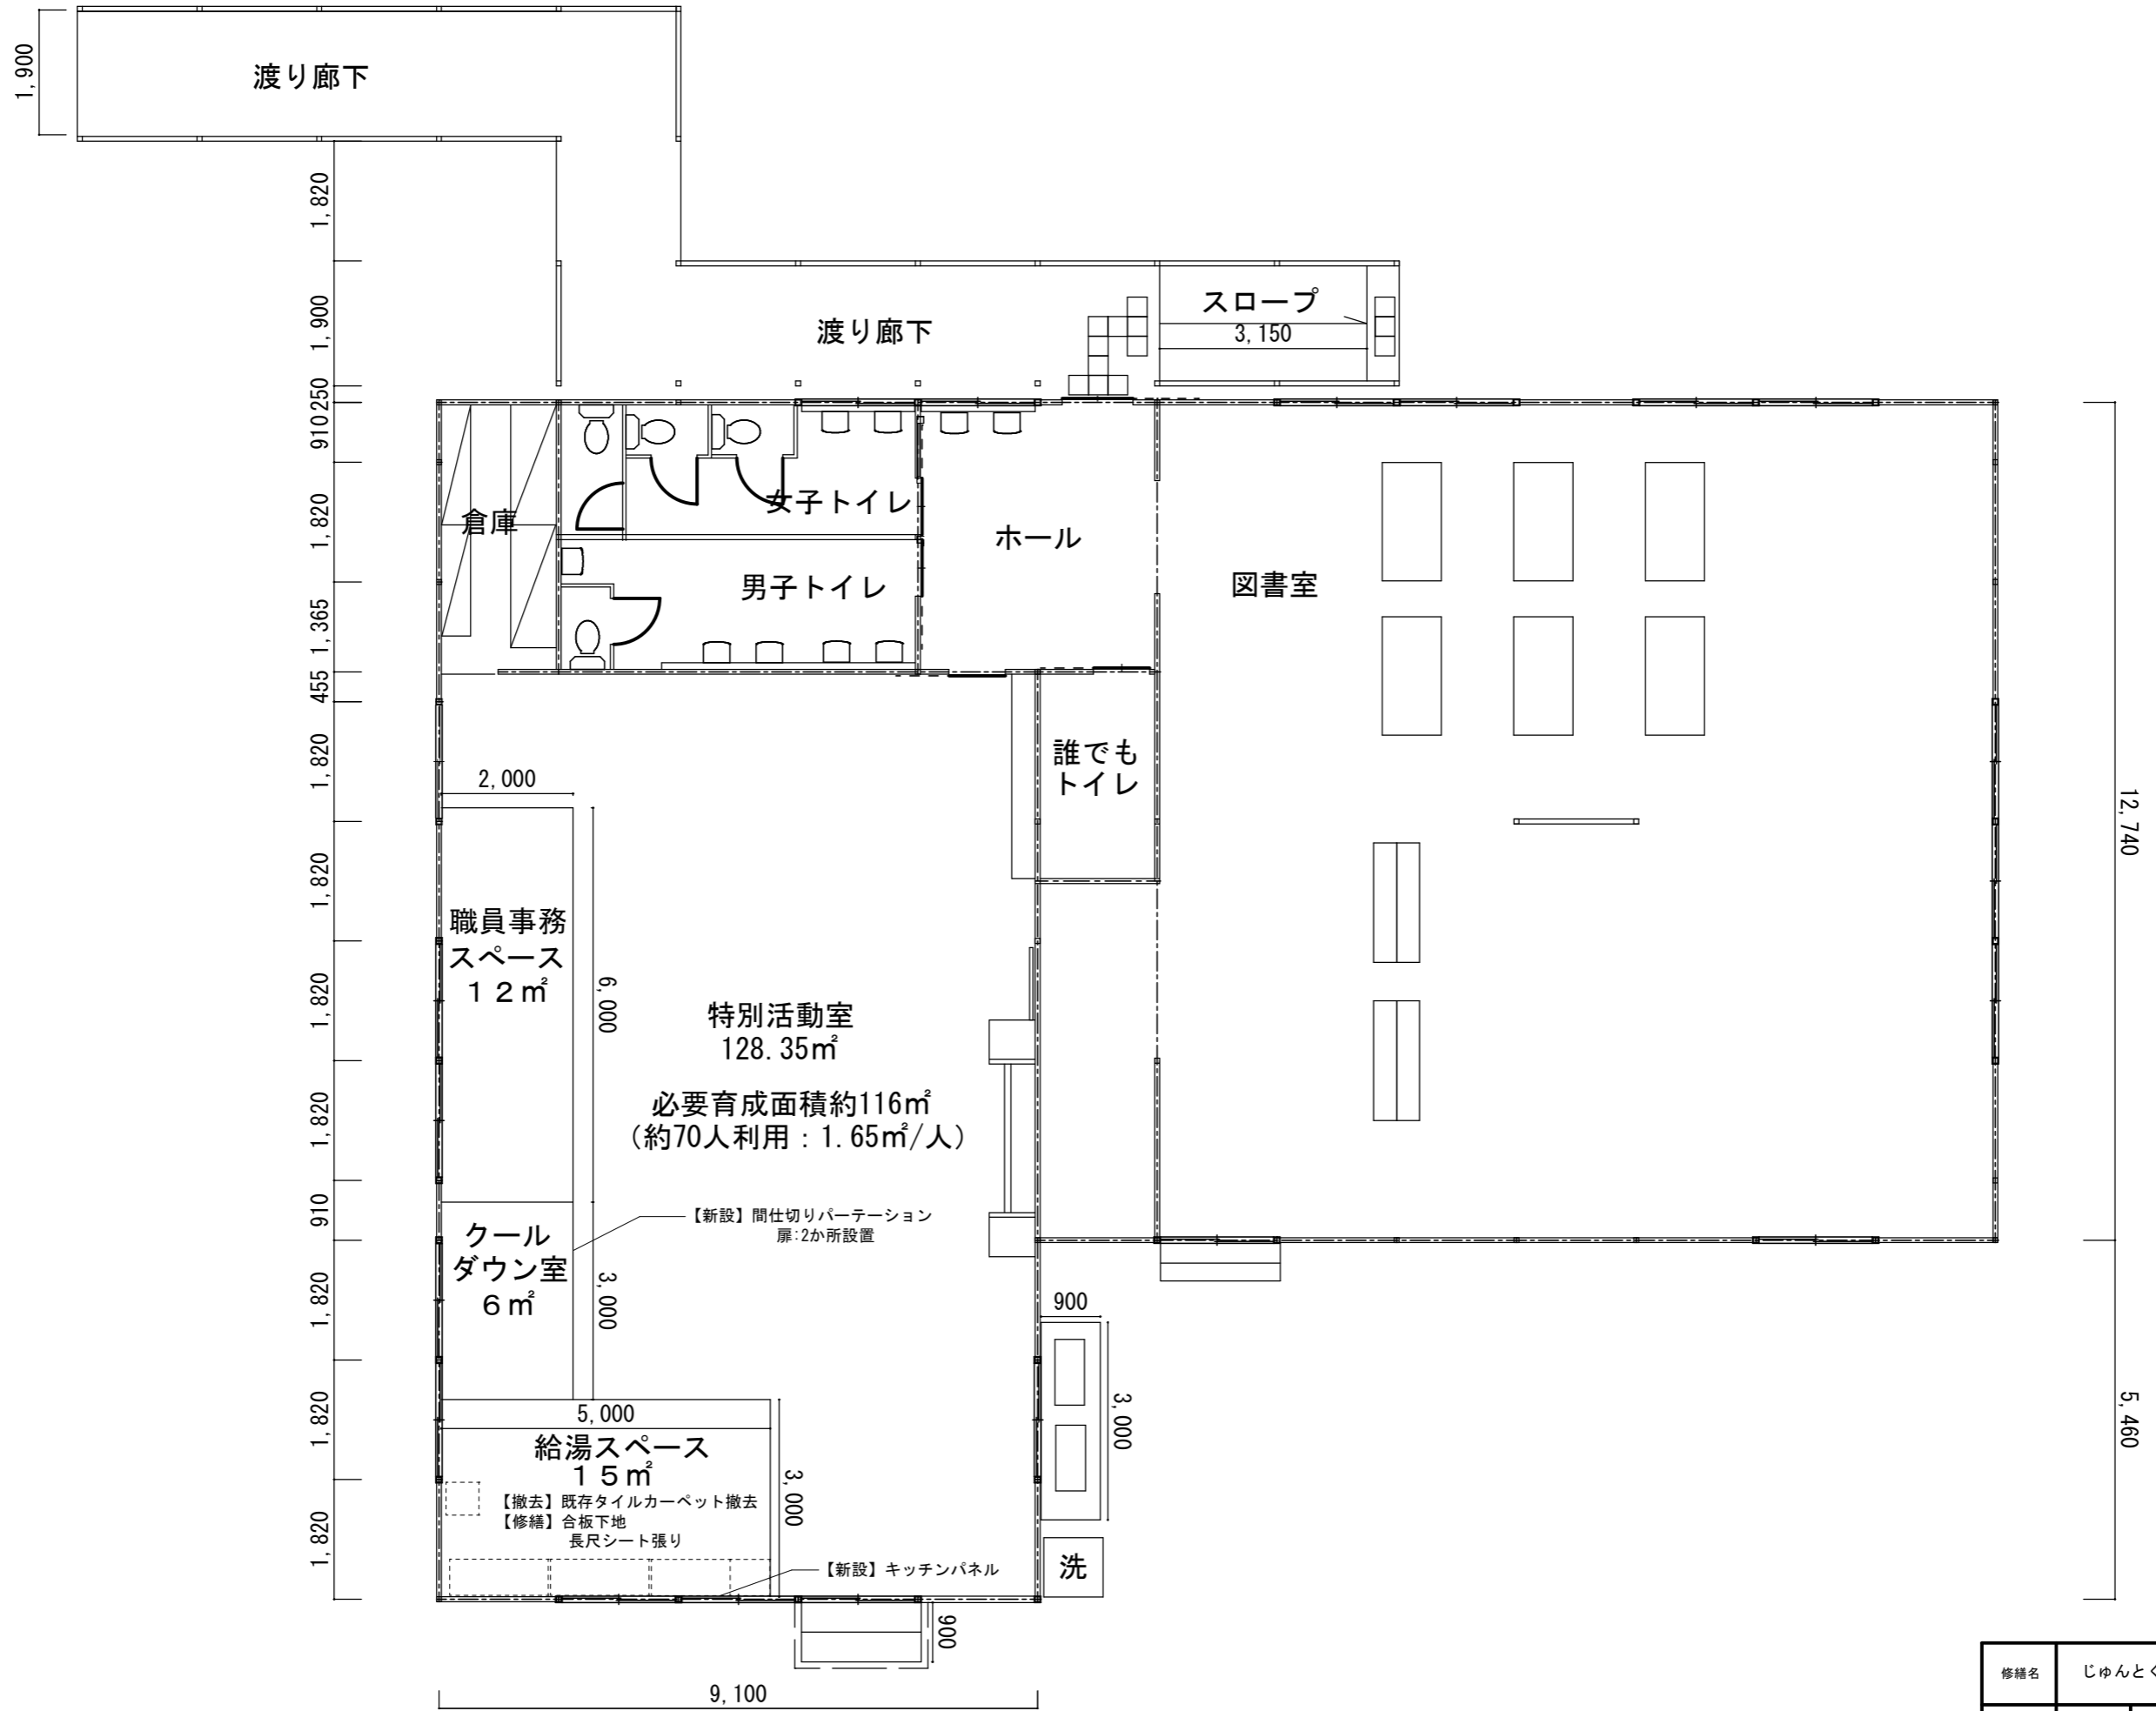 1,900
渡り廊下
1,820
1,900
250
910
1,820
1,365
455
1,820
1,820
1,820
1,820
910
1,820
1,820
1,820
渡り廊下
スロープ
3,150
倉庫
女子トイレ
男子トイレ
ホール
図書室
誰でも
トイレ
2,000
職員事務
スペース
12㎡
6,000
特別活動室
128.35㎡
必要育成面積約116㎡
(約70人利用：1.65㎡/人)
【新設】間仕切りパーテーション
扉:2か所設置
クール
ダウン室
6㎡
3,000
5,000
給湯スペース
15㎡
【撤去】既存タイルカーペット撤去
【修繕】合板下地
長尺シート張り
3,000
【新設】キッチンパネル
900
3,000
洗
900
9,100
12,740
5,460
修繕名
じゅんとく